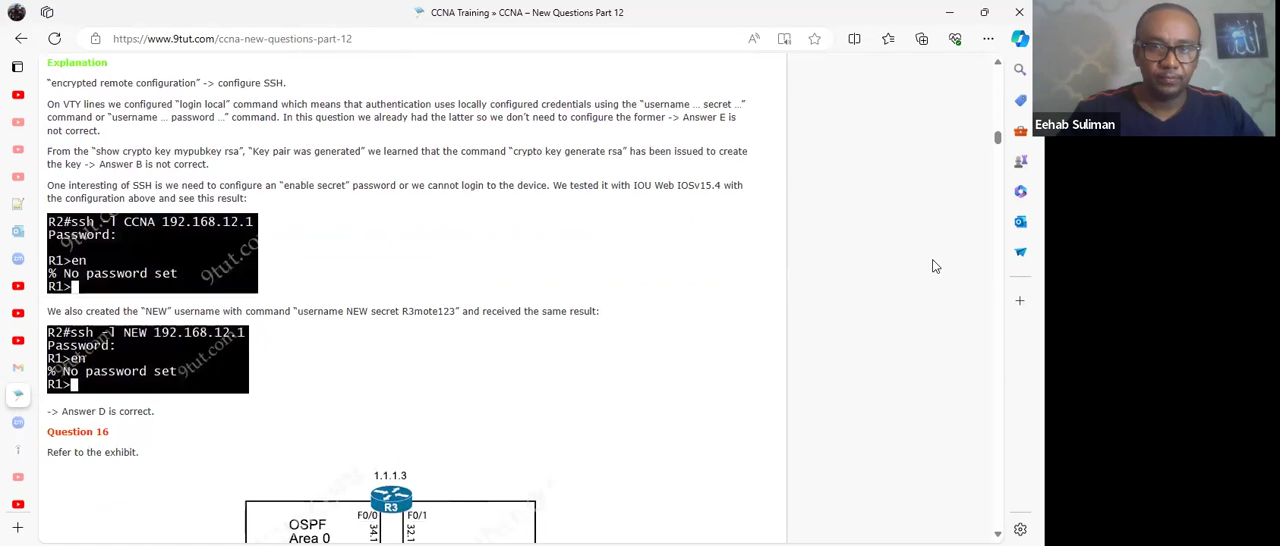 CCNA Training » CCNA – New Questions Part 12
https://www.9tut.com/ccna-new-questions-part-12
Explanation
“encrypted remote configuration” -> configure SSH.
On VTY lines we configured “login local” command which means that authentication uses locally configured credentials using the “username … secret …”
command or “username … password …” command. In this question we already had the latter so we don’t need to configure the former -> Answer E is
not correct.
From the “show crypto key mypubkey rsa”, “Key pair was generated” we learned that the command “crypto key generate rsa” has been issued to create
the key -> Answer B is not correct.
One interesting of SSH is we need to configure an “enable secret” password or we cannot login to the device. We tested it with IOU Web IOSv15.4 with
the configuration above and see this result:
R2#ssh -l CCNA 192.168.12.1
Password:
R1>en
% No password set
R1>
9tut.com
We also created the “NEW” username with command “username NEW secret R3mote123” and received the same result:
R2#ssh -l NEW 192.168.12.1
Password:
R1>en
% No password set
R1>
9tut.com
-> Answer D is correct.
Question 16
Refer to the exhibit.
1.1.1.3
R3
F0/0 F0/1
OSPF
Area 0
34.1
32.1
Eehab Suliman